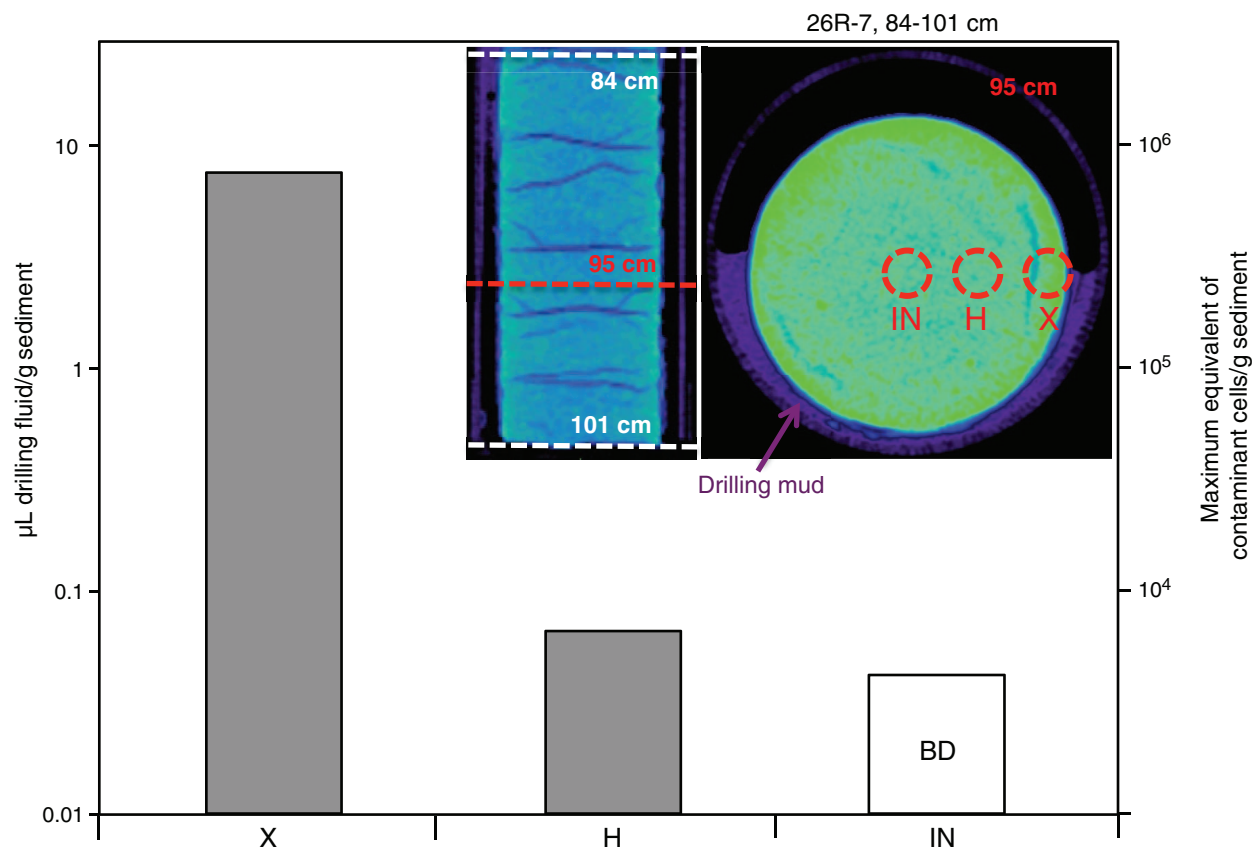 26R-7, 84-101 cm
84 cm
95 cm
101 cm
95 cm
IN
H
X
Drilling mud
µL drilling fluid/g sediment
10
1
0.1
0.01
10⁶
10⁵
10⁴
Maximum equivalent of
contaminant cells/g sediment
BD
X
H
IN